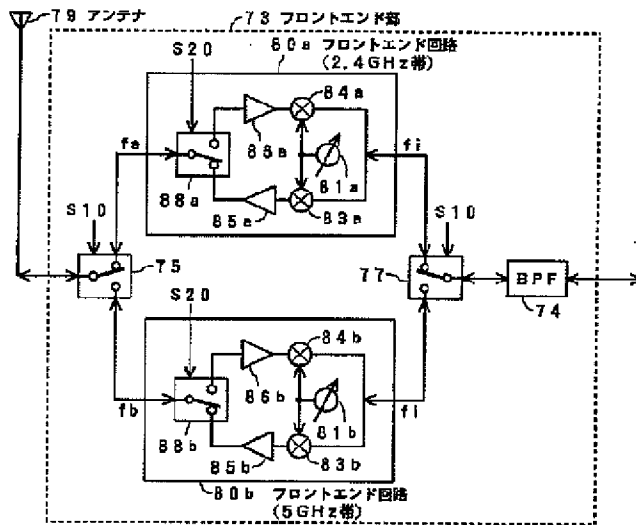 79 アンテナ
73 フロントエンド部
80a フロントエンド回路
(2.4GHz帯)
S20
84a
86a
fa
fi
88a
81a
85a
83a
S10
S10
75
77
BPF
74
S20
84b
86b
fb
fi
88b
81b
85b
83b
80b フロントエンド回路
(5GHz帯)